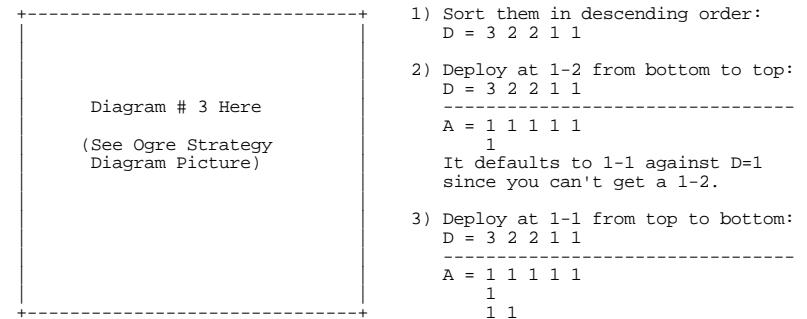 Diagram # 3 Here
(See Ogre Strategy
Diagram Picture)
1) Sort them in descending order:
D = 3 2 2 1 1
2) Deploy at 1-2 from bottom to top:
D = 3 2 2 1 1
---------------------------------
A = 1 1 1 1 1
1
It defaults to 1-1 against D=1
since you can't get a 1-2.
3) Deploy at 1-1 from top to bottom:
D = 3 2 2 1 1
---------------------------------
A = 1 1 1 1 1
1
1 1